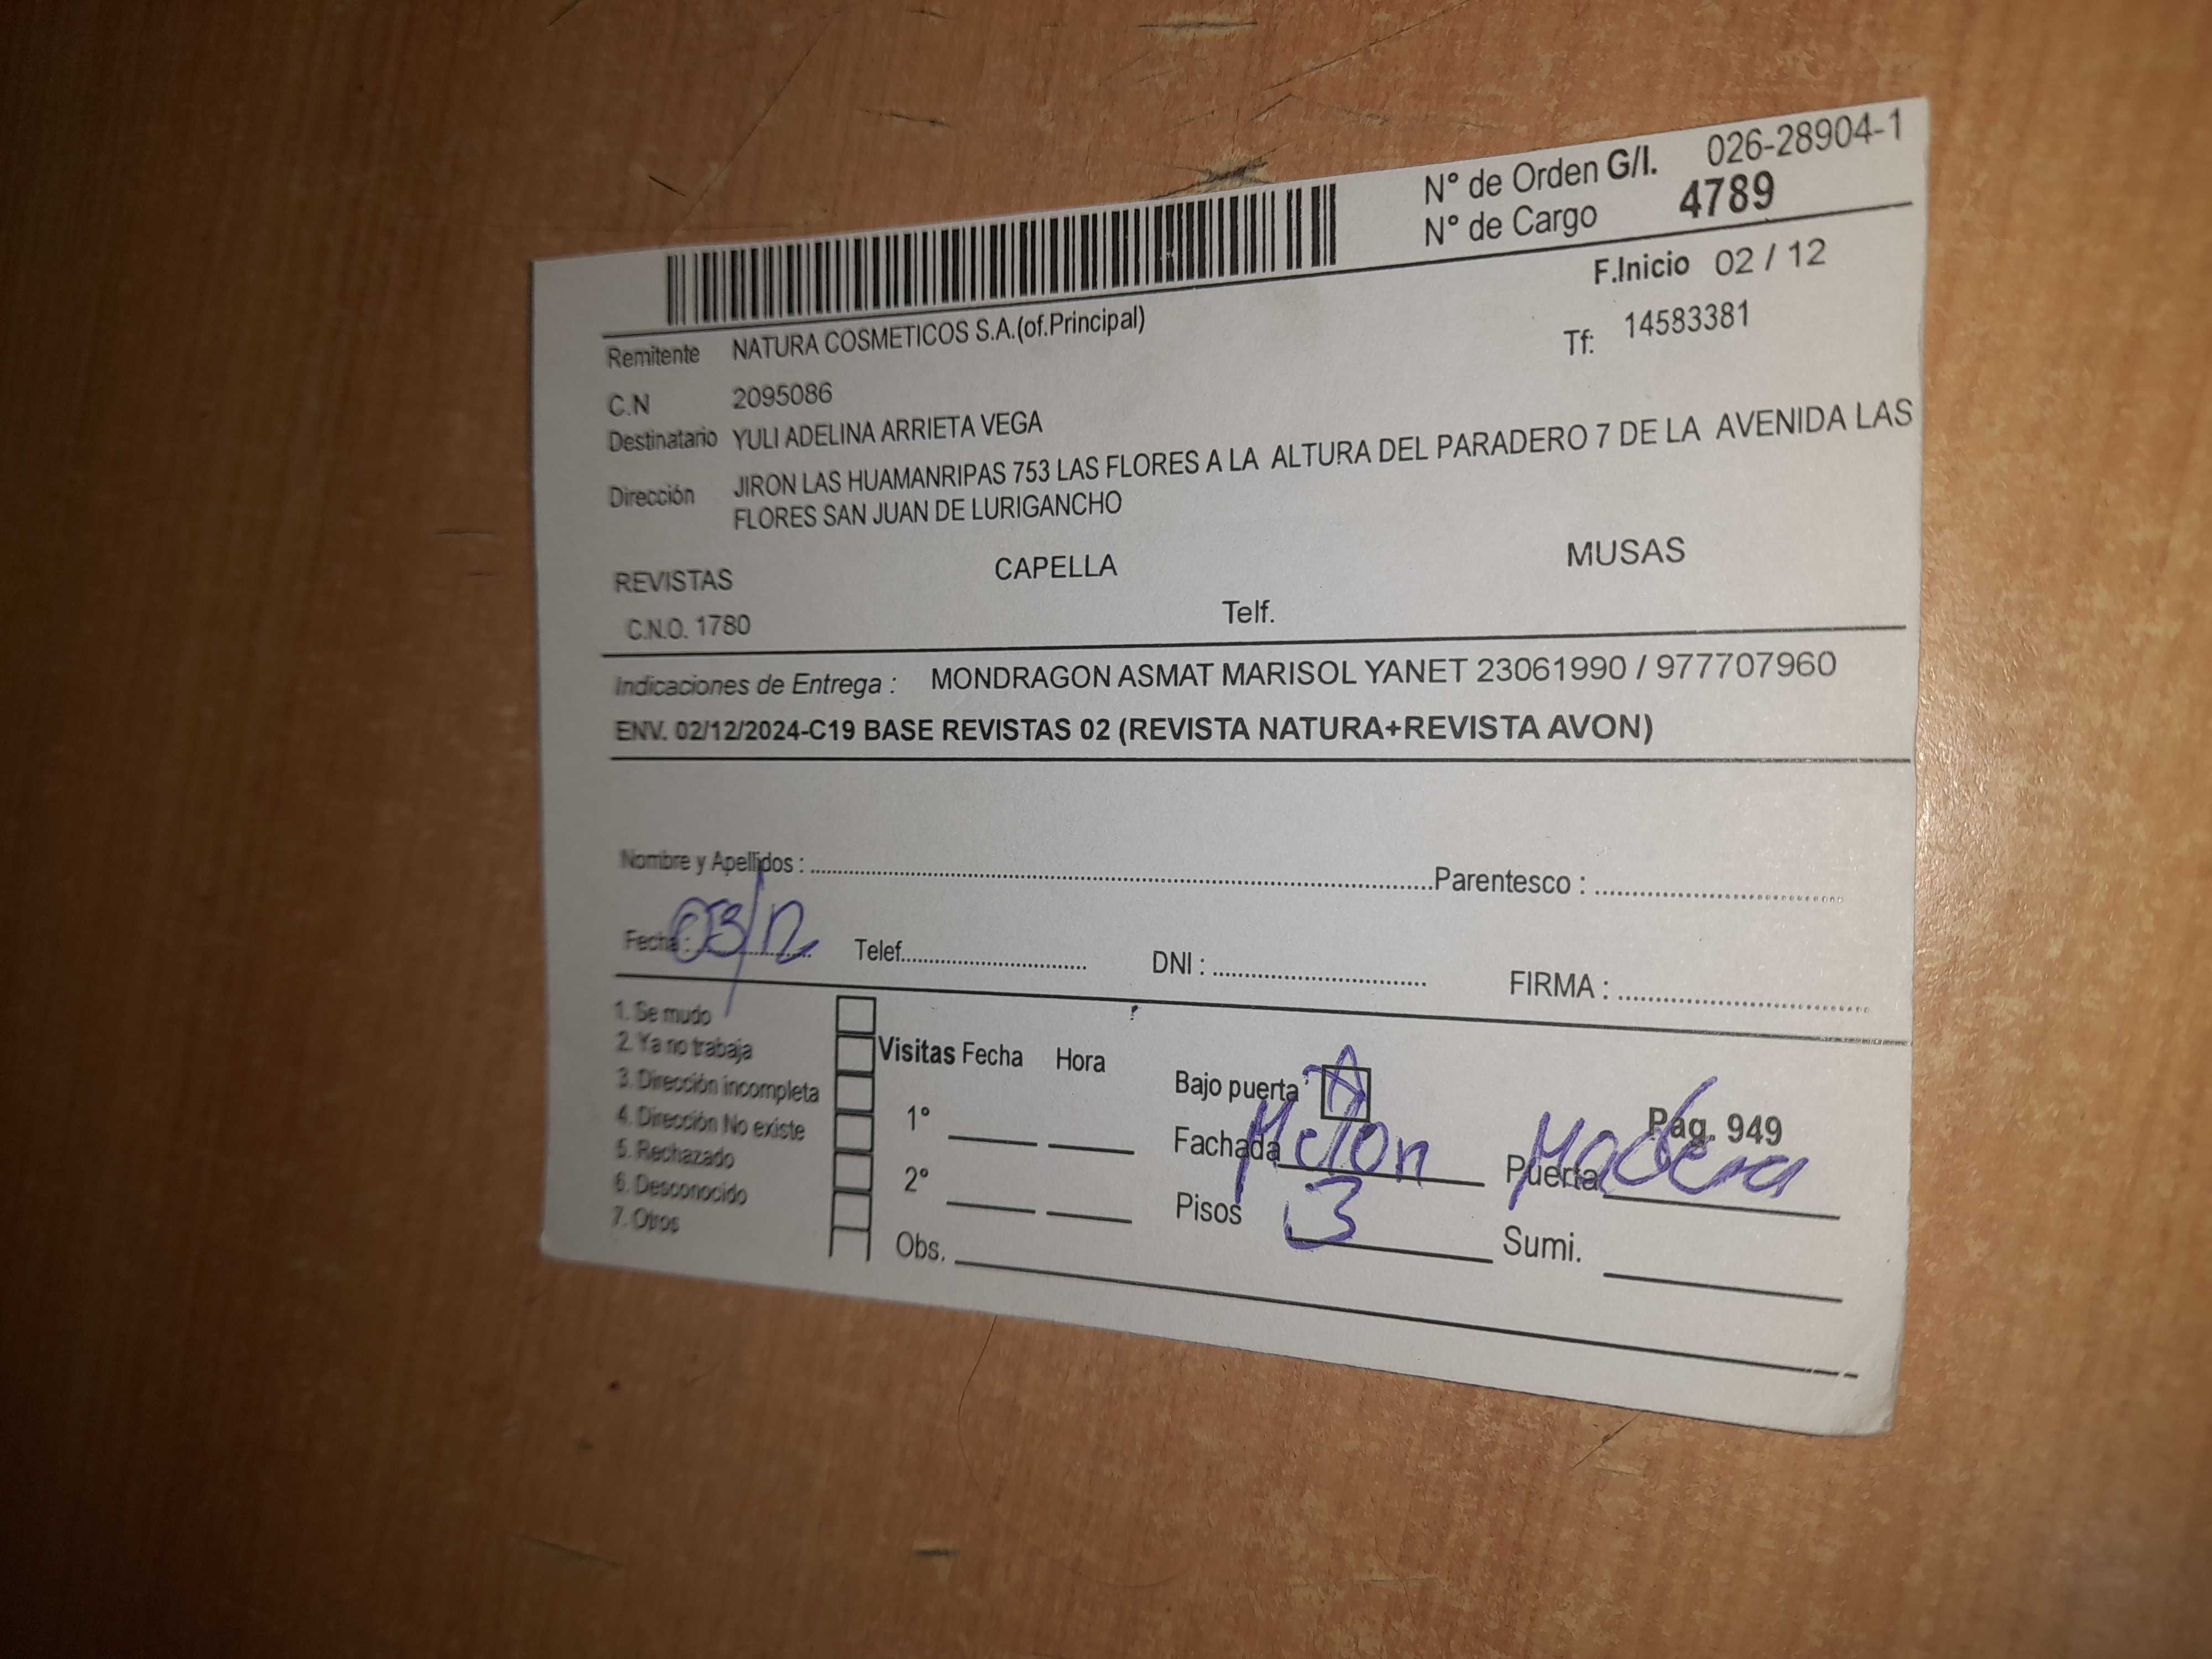 N° de Orden G/I. 026-28904-1
N° de Cargo 4789
F.Inicio 02 / 12
Remitente NATURA COSMETICOS S.A.(of.Principal)
Tf: 14583381
C.N 2095086
Destinatario YULI ADELINA ARRIETA VEGA
Dirección JIRON LAS HUAMANRIPAS 753 LAS FLORES A LA ALTURA DEL PARADERO 7 DE LA AVENIDA LAS
FLORES SAN JUAN DE LURIGANCHO
REVISTAS CAPELLA MUSAS
C.N.O. 1780 Telf.
Indicaciones de Entrega : MONDRAGON ASMAT MARISOL YANET 23061990 / 977707960
ENV. 02/12/2024-C19 BASE REVISTAS 02 (REVISTA NATURA+REVISTA AVON)
Nombre y Apellidos : Parentesco :
Fecha : 03/12 Telef. DNI : FIRMA :
1. Se mudo
2. Ya no trabaja
3. Dirección incompleta
4. Dirección No existe
5. Rechazado
6. Desconocido
7. Otros
Visitas Fecha Hora
1°
2°
Obs.
Bajo puerta
Pag. 949
Fachada Melon Puerta Madera
Pisos 3 Sumi.